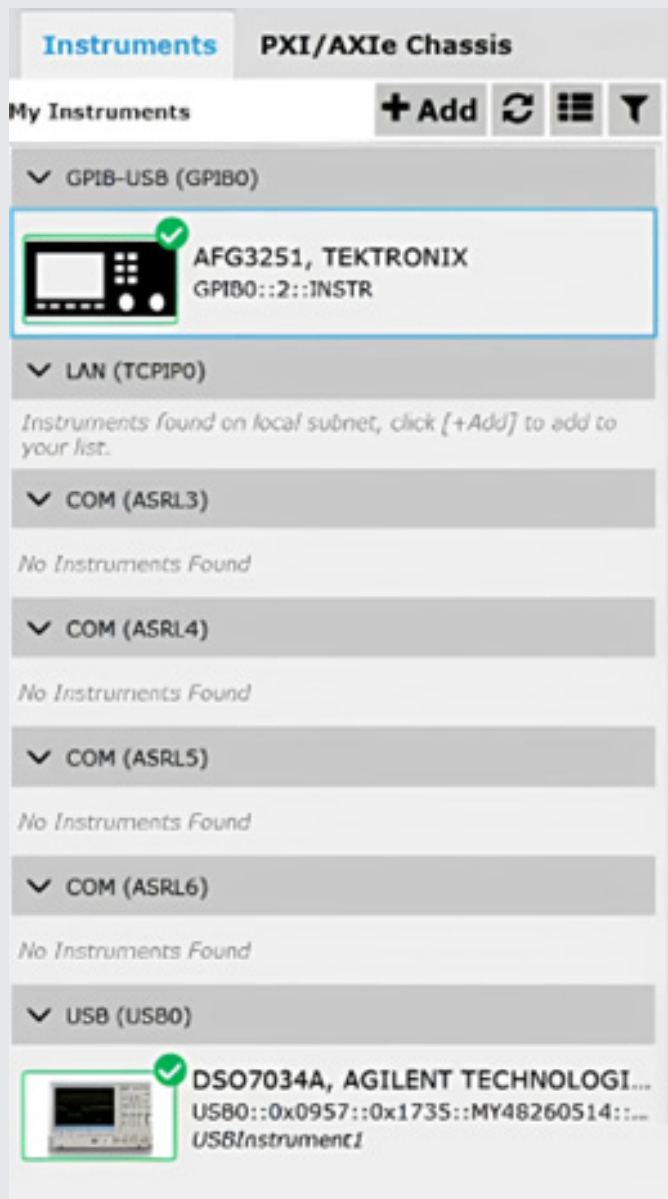 Instruments PXI/AXIe Chassis
My Instruments + Add
GPIB-USB (GPIB0)
AFG3251, TEKTRONIX
GPIB0::2::INSTR
LAN (TCPIP0)
Instruments found on local subnet, click [+Add] to add to
your list.
COM (ASRL3)
No Instruments Found
COM (ASRL4)
No Instruments Found
COM (ASRL5)
No Instruments Found
COM (ASRL6)
No Instruments Found
USB (USB0)
DSO7034A, AGILENT TECHNOLOGI...
USB0::0x0957::0x1735::MY48260514::...
USBInstrument1